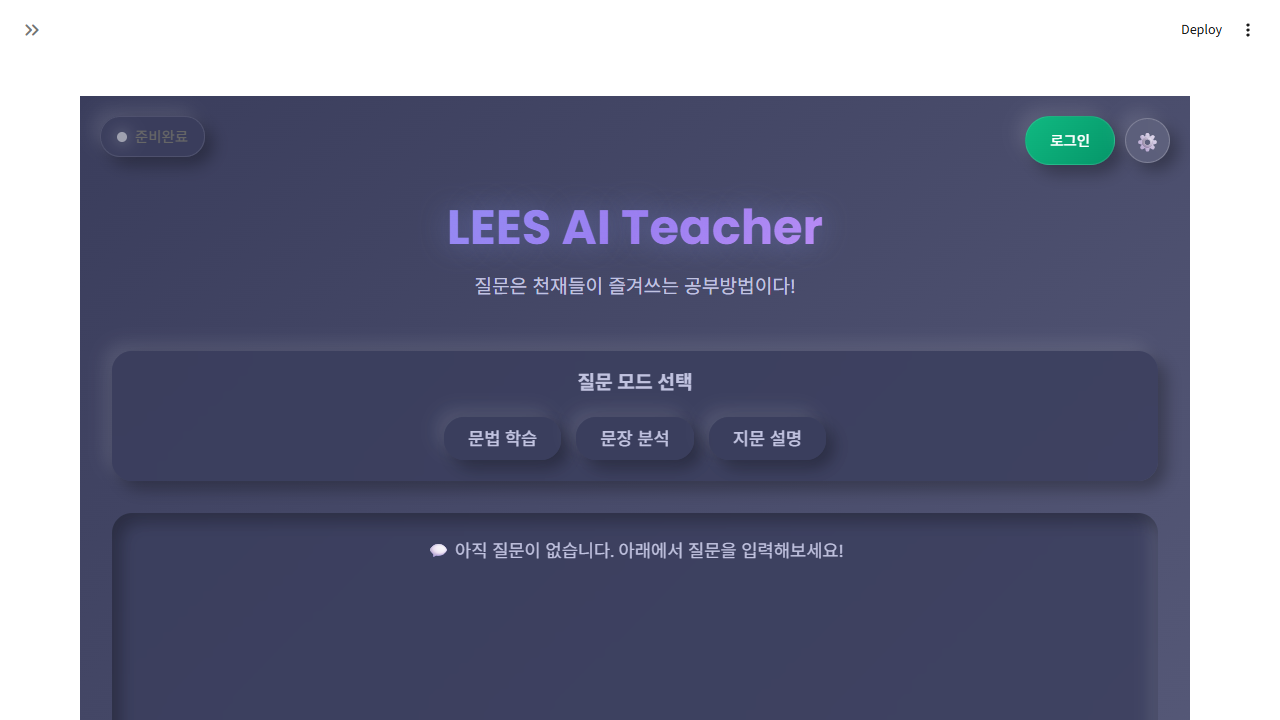 Deploy
준비완료
로그인
LEES AI Teacher
질문은 천재들이 즐겨쓰는 공부방법이다!
질문 모드 선택
문법 학습
문장 분석
지문 설명
아직 질문이 없습니다. 아래에서 질문을 입력해보세요!